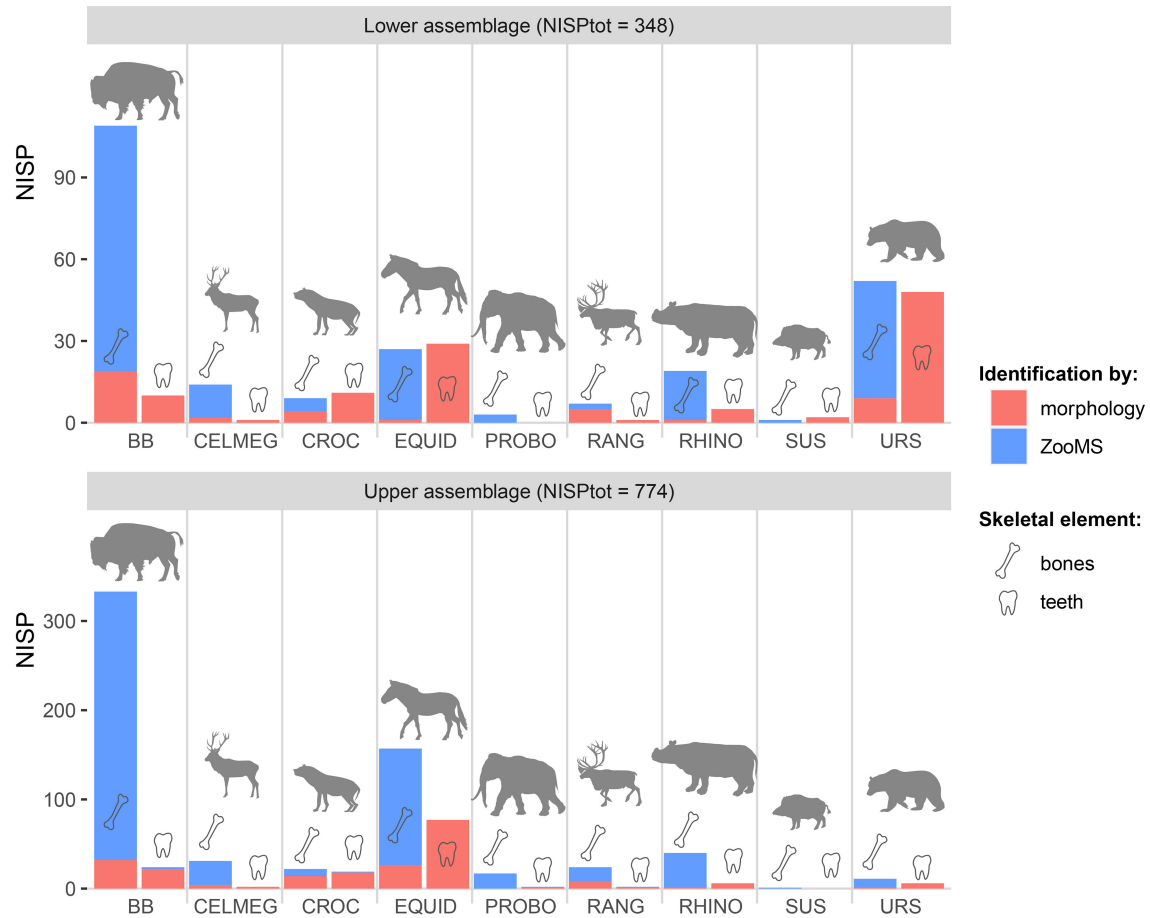 Lower assemblage (NISPtot = 348)
NISP
90
60
30
0
BB CELMEG CROC EQUID PROBO RANG RHINO SUS URS
Upper assemblage (NISPtot = 774)
NISP
300
200
100
0
BB CELMEG CROC EQUID PROBO RANG RHINO SUS URS
Identification by:
morphology
ZooMS
Skeletal element:
bones
teeth